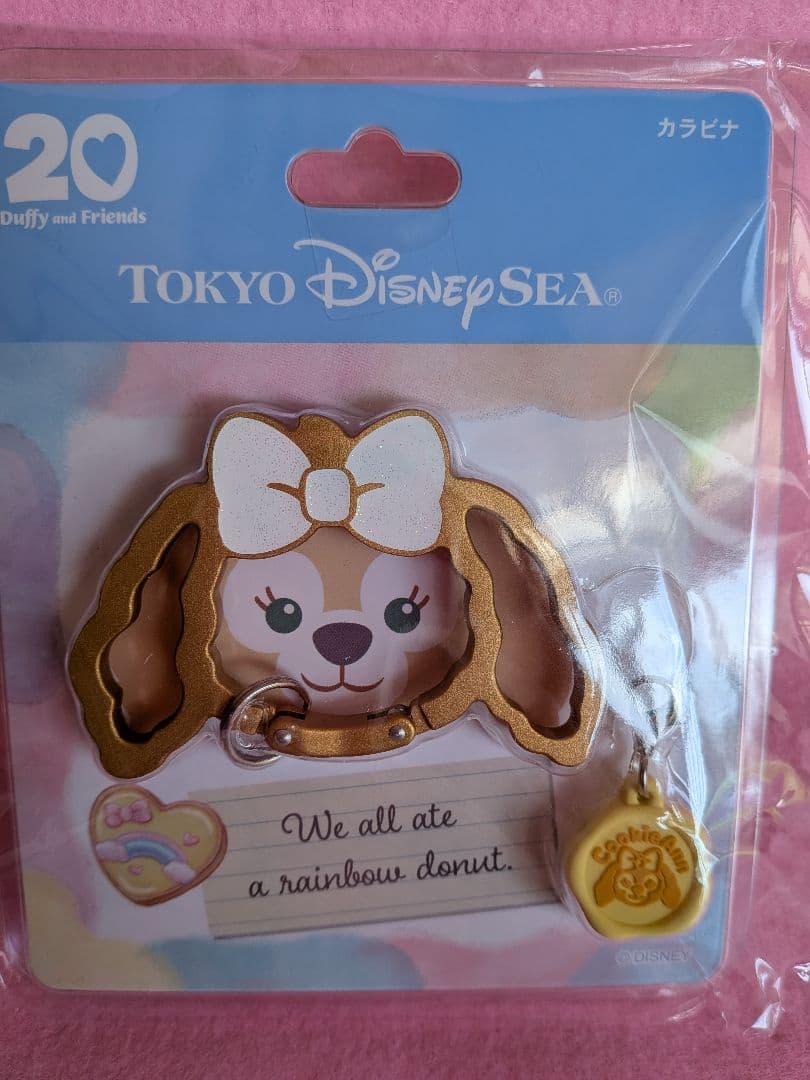 20
Duffy and Friends
カラビナ
TOKYO DISNEYSEA®
We all ate
a rainbow donut.
CookieAnn
©DISNEY